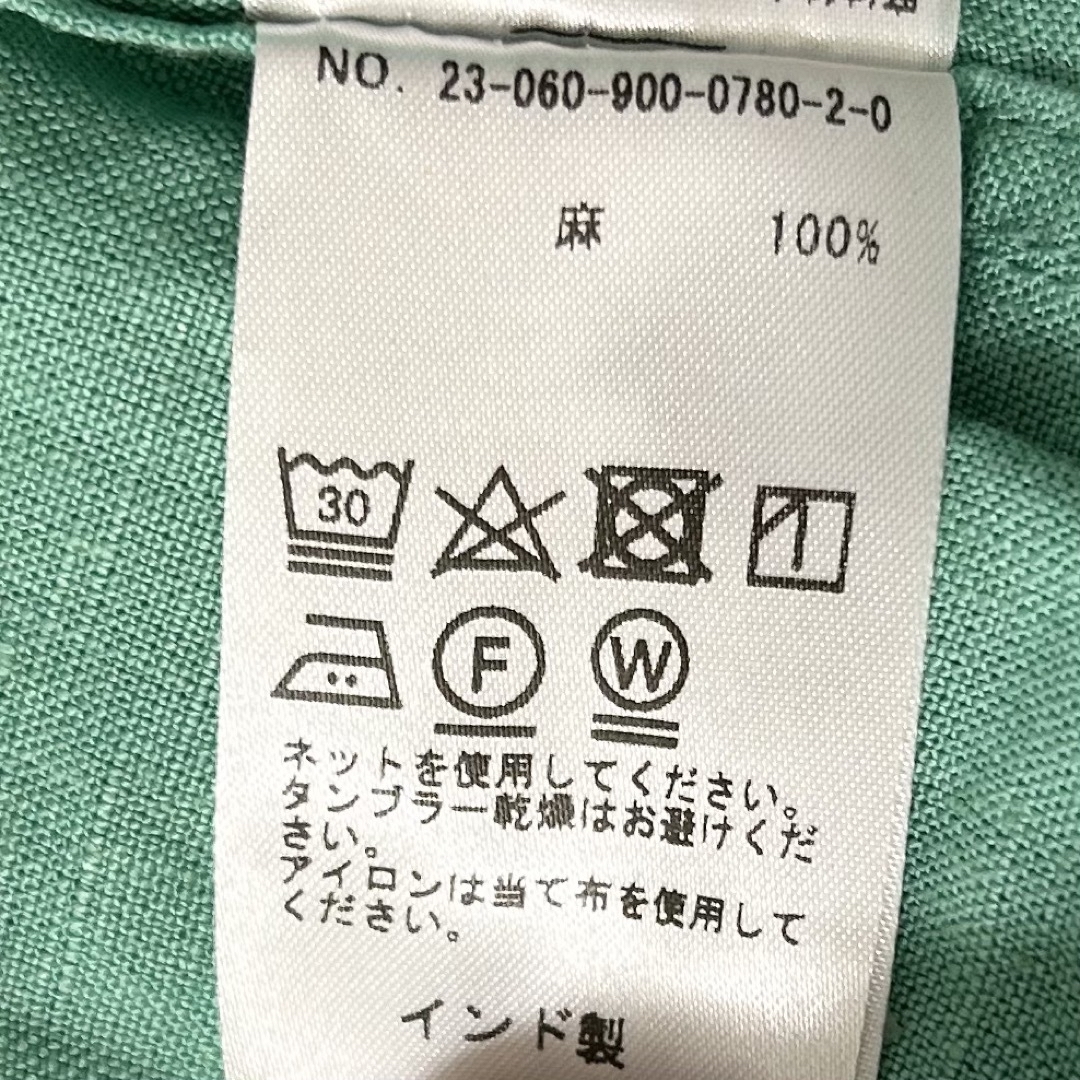 NO. 23-060-900-0780-2-0
麻 100%
30
F W
ネットを使用してください。
タンブラー乾燥はお避けくだ
さい。
アイロンは当て布を使用して
ください。
インド製